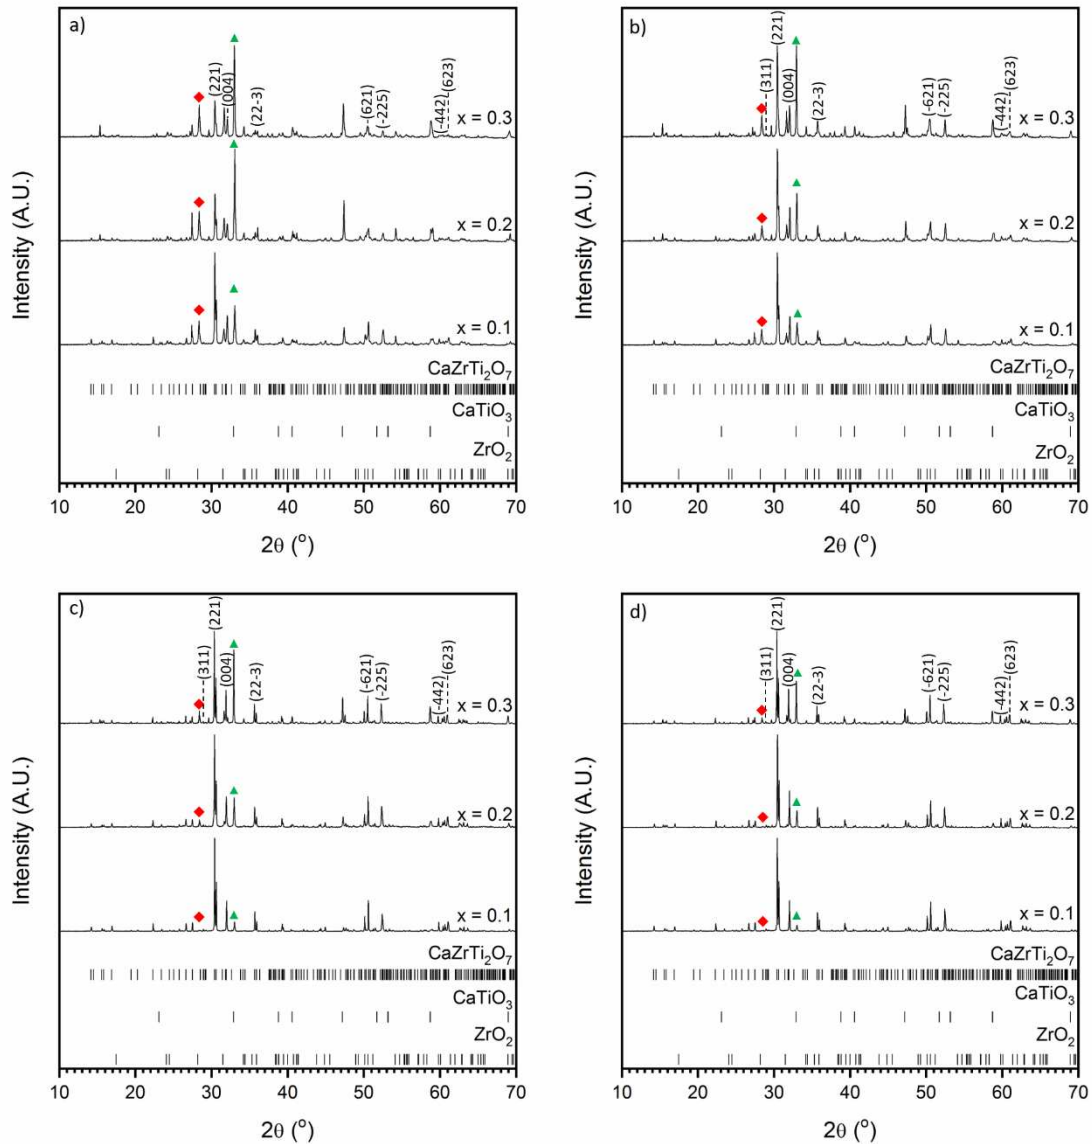 a)
(221)
(004)
(22-3)
(621)
(-225)
(-442)
(623)
x = 0.3
x = 0.2
x = 0.1
CaZrTi₂O₇
CaTiO₃
ZrO₂
Intensity (A.U.)
10 20 30 40 50 60 70
2θ (°)
b)
(311)
(221)
(004)
(22-3)
(-621)
(-225)
(-442)
(623)
x = 0.3
x = 0.2
x = 0.1
CaZrTi₂O₇
CaTiO₃
ZrO₂
Intensity (A.U.)
10 20 30 40 50 60 70
2θ (°)
c)
(311)
(221)
(004)
(22-3)
(-621)
(-225)
(-442)
(623)
x = 0.3
x = 0.2
x = 0.1
CaZrTi₂O₇
CaTiO₃
ZrO₂
Intensity (A.U.)
10 20 30 40 50 60 70
2θ (°)
d)
(311)
(221)
(004)
(22-3)
(-621)
(-225)
(-442)
(623)
x = 0.3
x = 0.2
x = 0.1
CaZrTi₂O₇
CaTiO₃
ZrO₂
Intensity (A.U.)
10 20 30 40 50 60 70
2θ (°)